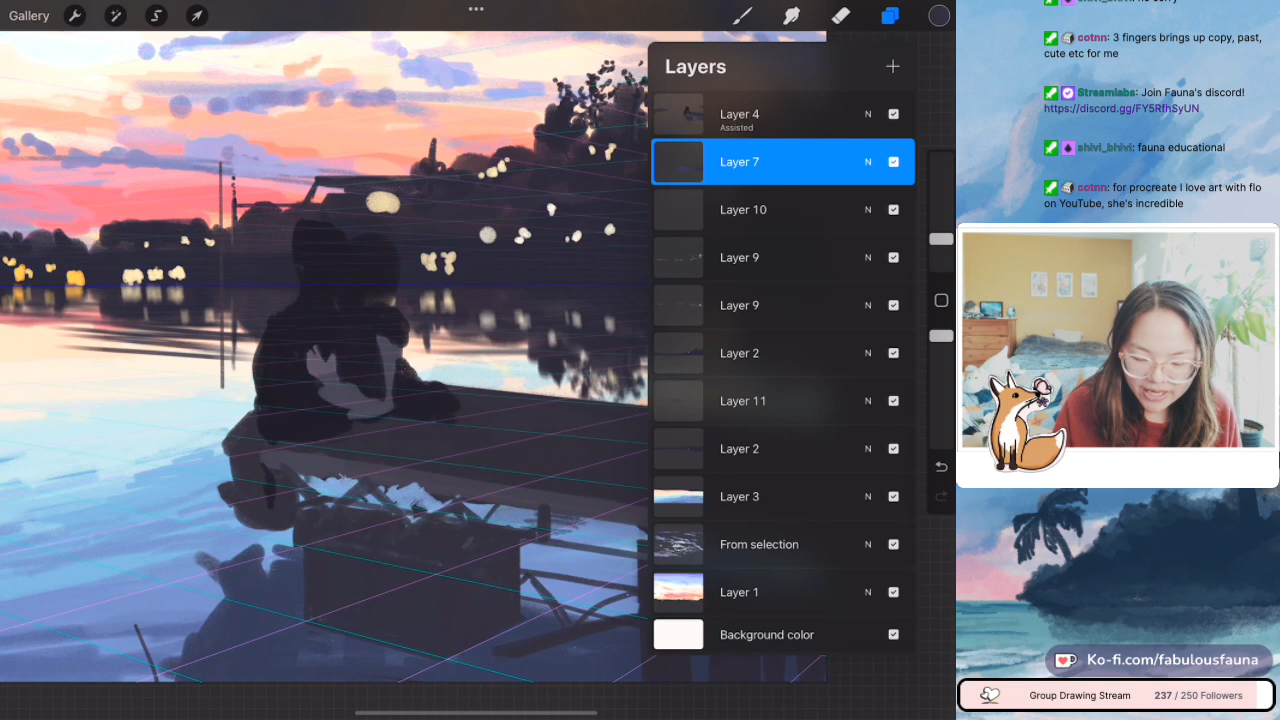 Gallery
Layers
Layer 4 N
Assisted
Layer 7 N
Layer 10 N
Layer 9 N
Layer 9 N
Layer 2 N
Layer 11 N
Layer 2 N
Layer 3 N
From selection N
Layer 1 N
Background color
cotnn: 3 fingers brings up copy, past,
cute etc for me
Streamlabs: Join Fauna's discord!
https://discord.gg/FY5RfhSyUN
shivi_bhivi: fauna educational
cotnn: for procreate I love art with flo
on YouTube, she's incredible
Ko-fi.com/fabulousfauna
Group Drawing Stream 237 / 250 Followers